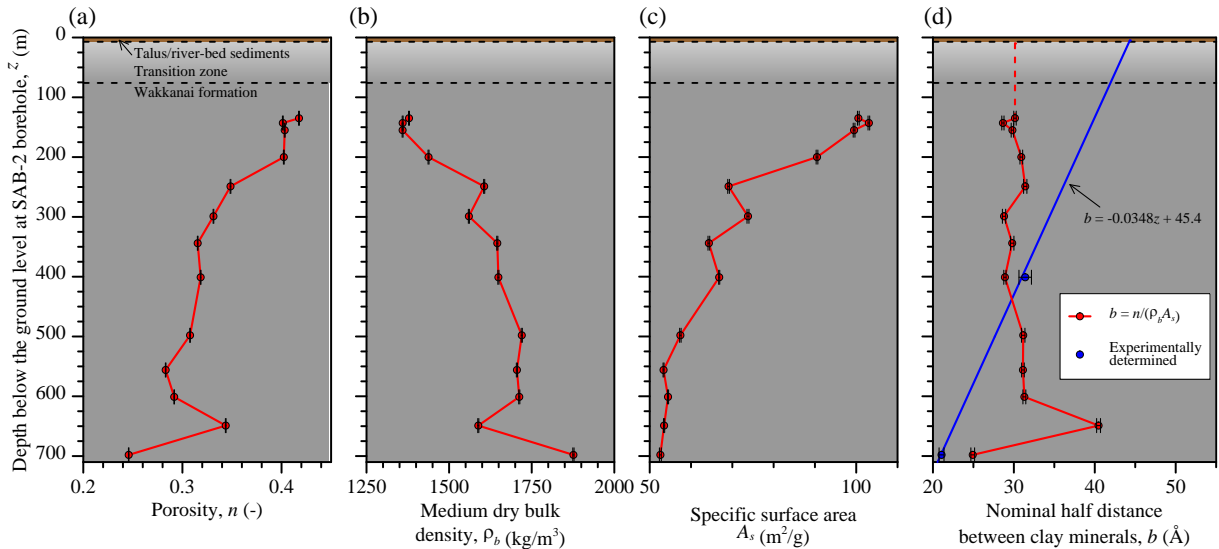 (a)
(b)
(c)
(d)
Depth below the ground level at SAB-2 borehole, z (m)
0
100
200
300
400
500
600
700
Talus/river-bed sediments
Transition zone
Wakkanai formation
0.2
0.3
0.4
Porosity, n (-)
1250
1500
1750
2000
Medium dry bulk
density, ρb (kg/m3)
50
100
Specific surface area
As (m2/g)
b = -0.0348z + 45.4
b = n/(ρbAs)
Experimentally
determined
20
30
40
50
Nominal half distance
between clay minerals, b (Å)